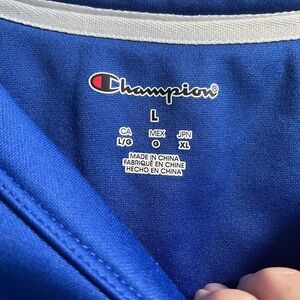 Champion®
L
CA MEX JPN
L/G G XL
MADE IN CHINA
FABRIQUÉ EN CHINE
HECHO EN CHINA